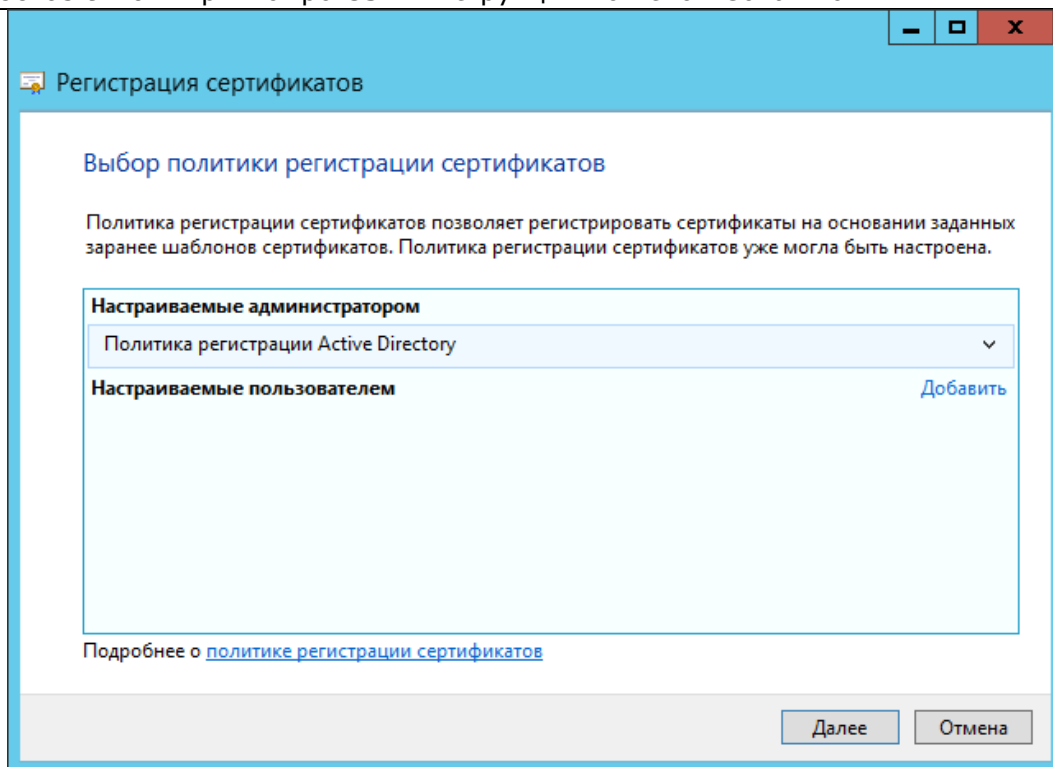 Регистрация сертификатов
Выбор политики регистрации сертификатов
Политика регистрации сертификатов позволяет регистрировать сертификаты на основании заданных
заранее шаблонов сертификатов. Политика регистрации сертификатов уже могла быть настроена.
Настраиваемые администратором
Политика регистрации Active Directory
Настраиваемые пользователем Добавить
Подробнее о политике регистрации сертификатов
Далее Отмена